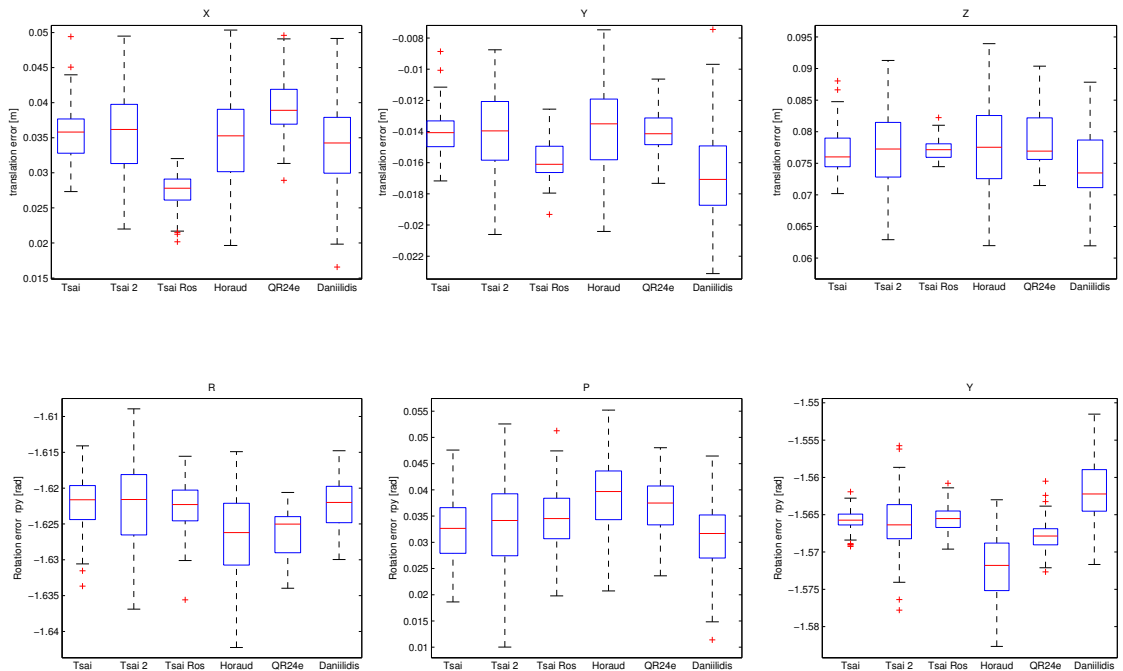 X
translation error [m]
0.05
0.045
0.04
0.035
0.03
0.025
0.02
0.015
Tsai Tsai 2 Tsai Ros Horaud QR24e Daniilidis
Y
translation error [m]
−0.008
−0.01
−0.012
−0.014
−0.016
−0.018
−0.02
−0.022
Tsai Tsai 2 Tsai Ros Horaud QR24e Daniilidis
Z
translation error [m]
0.095
0.09
0.085
0.08
0.075
0.07
0.065
0.06
Tsai Tsai 2 Tsai Ros Horaud QR24e Daniilidis
R
Rotation error rpy [rad]
−1.61
−1.615
−1.62
−1.625
−1.63
−1.635
−1.64
Tsai Tsai 2 Tsai Ros Horaud QR24e Daniilidis
P
Rotation error rpy [rad]
0.055
0.05
0.045
0.04
0.035
0.03
0.025
0.02
0.015
0.01
Tsai Tsai 2 Tsai Ros Horaud QR24e Daniilidis
Y
Rotation error rpy [rad]
−1.55
−1.555
−1.56
−1.565
−1.57
−1.575
−1.58
Tsai Tsai 2 Tsai Ros Horaud QR24e Daniilidis